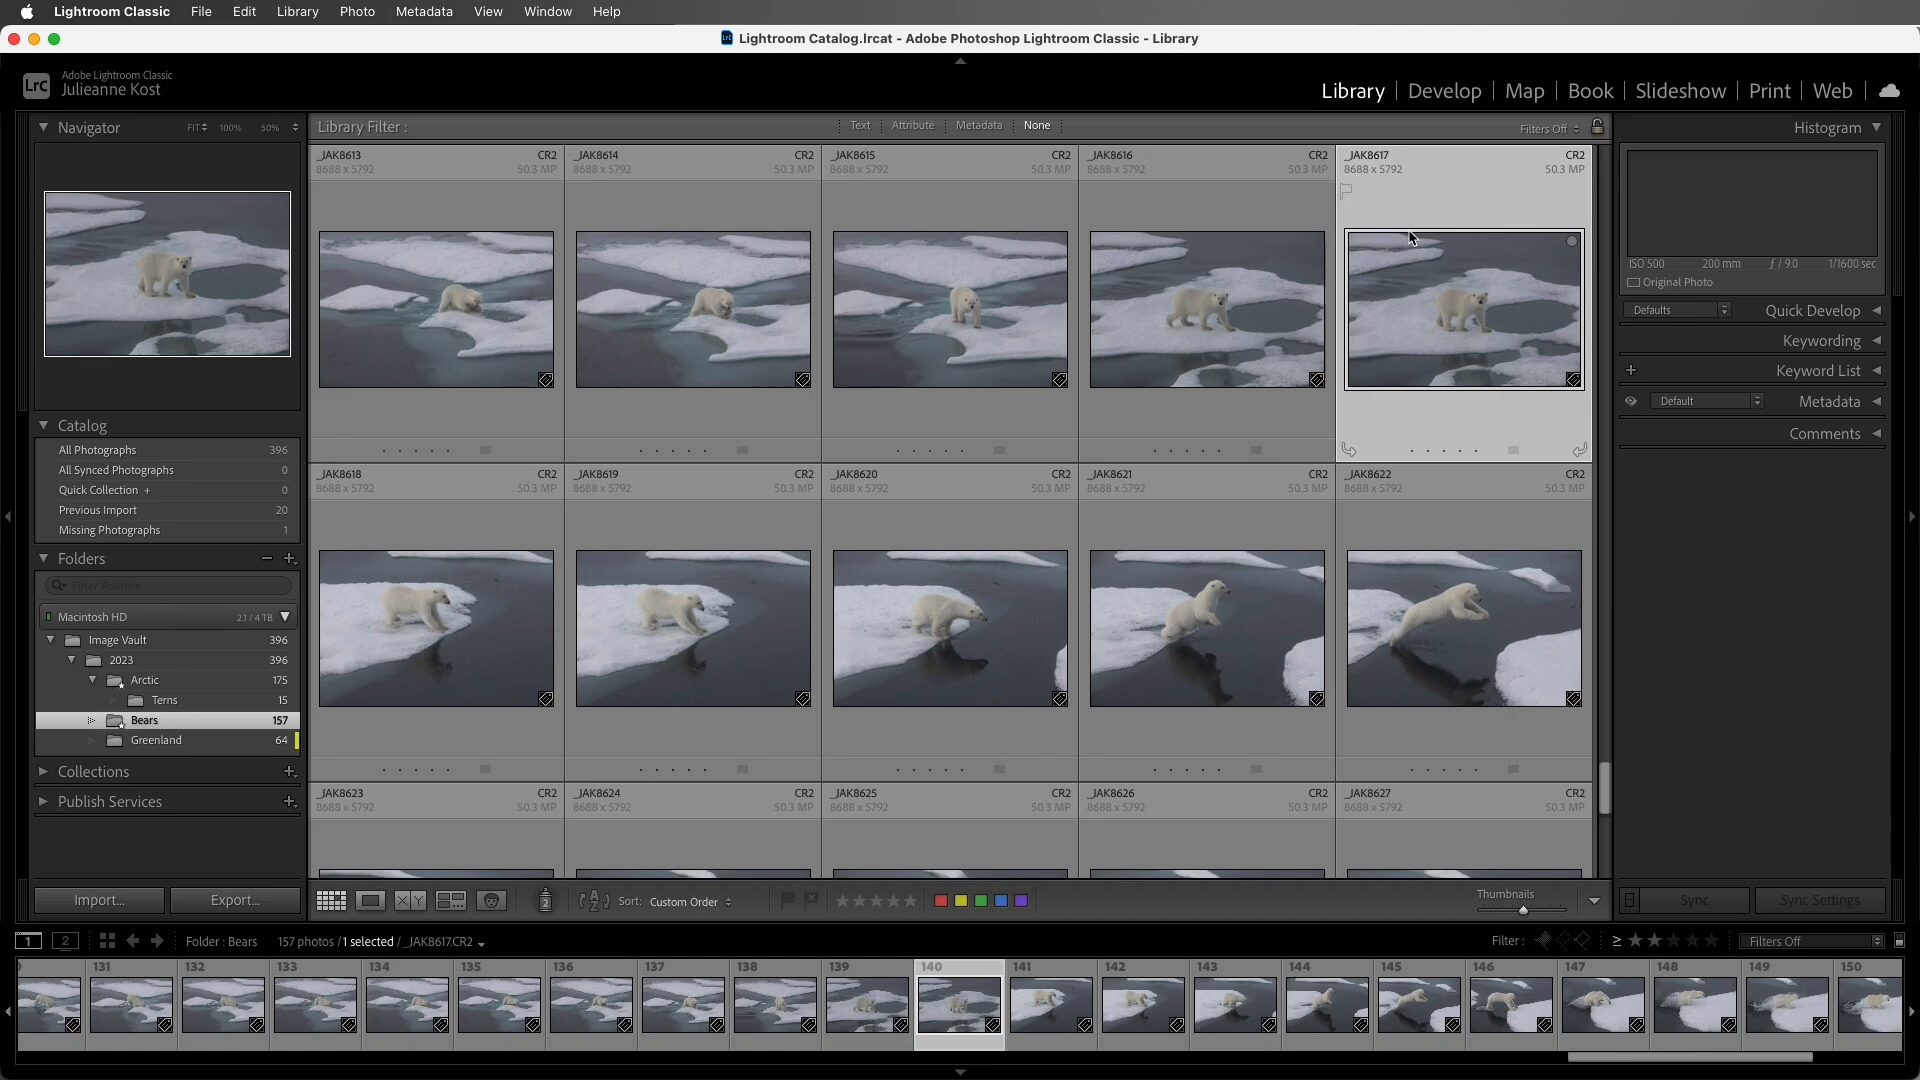 Lightroom Classic File Edit Library Photo Metadata View Window Help
Lightroom Catalog.lrcat - Adobe Photoshop Lightroom Classic - Library
LrC
Adobe Lightroom Classic
Julieanne Kost
Library | Develop | Map | Book | Slideshow | Print | Web
Navigator FIT 100% 50%
Library Filter : Text Attribute Metadata None Filters Off
Histogram
_JAK8613 CR2 _JAK8614 CR2 _JAK8615 CR2 _JAK8616 CR2 _JAK8617 CR2
8688 x 5792 50.3 MP 8688 x 5792 50.3 MP 8688 x 5792 50.3 MP 8688 x 5792 50.3 MP 8688 x 5792 50.3 MP
ISO 500 200 mm ƒ / 9.0 1/1600 sec
Original Photo
Defaults Quick Develop
Keywording
+ Keyword List
Default Metadata
Comments
Catalog
All Photographs 396
All Synced Photographs 0
Quick Collection + 0
Previous Import 20
Missing Photographs 1
Folders − +
Filter Folders
Macintosh HD 2.1 / 4 TB
Image Vault 396
2023 396
Arctic 175
Terns 15
Bears 157
Greenland 64
Collections +
Publish Services +
_JAK8618 CR2 _JAK8619 CR2 _JAK8620 CR2 _JAK8621 CR2 _JAK8622 CR2
8688 x 5792 50.3 MP 8688 x 5792 50.3 MP 8688 x 5792 50.3 MP 8688 x 5792 50.3 MP 8688 x 5792 50.3 MP
_JAK8623 CR2 _JAK8624 CR2 _JAK8625 CR2 _JAK8626 CR2 _JAK8627 CR2
8688 x 5792 50.3 MP 8688 x 5792 50.3 MP 8688 x 5792 50.3 MP 8688 x 5792 50.3 MP 8688 x 5792 50.3 MP
Import... Export...
X Y 2 A Z Sort: Custom Order Thumbnails
Sync Sync Settings
1 2 Folder : Bears 157 photos / 1 selected / _JAK8617.CR2 Filter : ≥ Filters Off
131 132 133 134 135 136 137 138 139 140 141 142 143 144 145 146 147 148 149 150